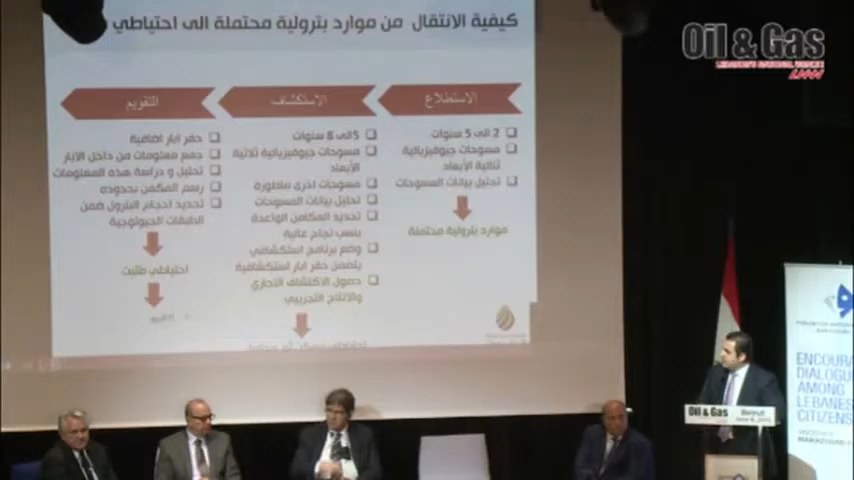 كيفية الانتقال من موارد بترولية محتملة الى احتياطي
Oil & Gas
الاستطلاع
2 الى 5 سنوات
مسوحات جيوفيزيائية
ثنائية الأبعاد
تحليل بيانات المسوحات
موارد بترولية محتملة
الاستكشاف
5 الى 8 سنوات
مسوحات جيوفيزيائية ثلاثية
الأبعاد
مسوحات اخرى متطورة
تحليل بيانات المسوحات
تحديد المكامن الواعدة
بنسب نجاح عالية
وضع برنامج استكشافي
يتضمن حفر ابار استكشافية
حصول الاكتشاف التجاري
والانتاج التجريبي
التقويم
حفر ابار اضافية
جمع معلومات من داخل الآبار
تحليل و دراسة هذه المعلومات
رسم المكمن بحدوده
تحديد احجام البترول ضمن
الطبقات الجيولوجية
احتياطي مثبت
Oil & Gas
Beirut
ENCOURA
DIALOGU
AMONG
LEBANES
CITIZENS